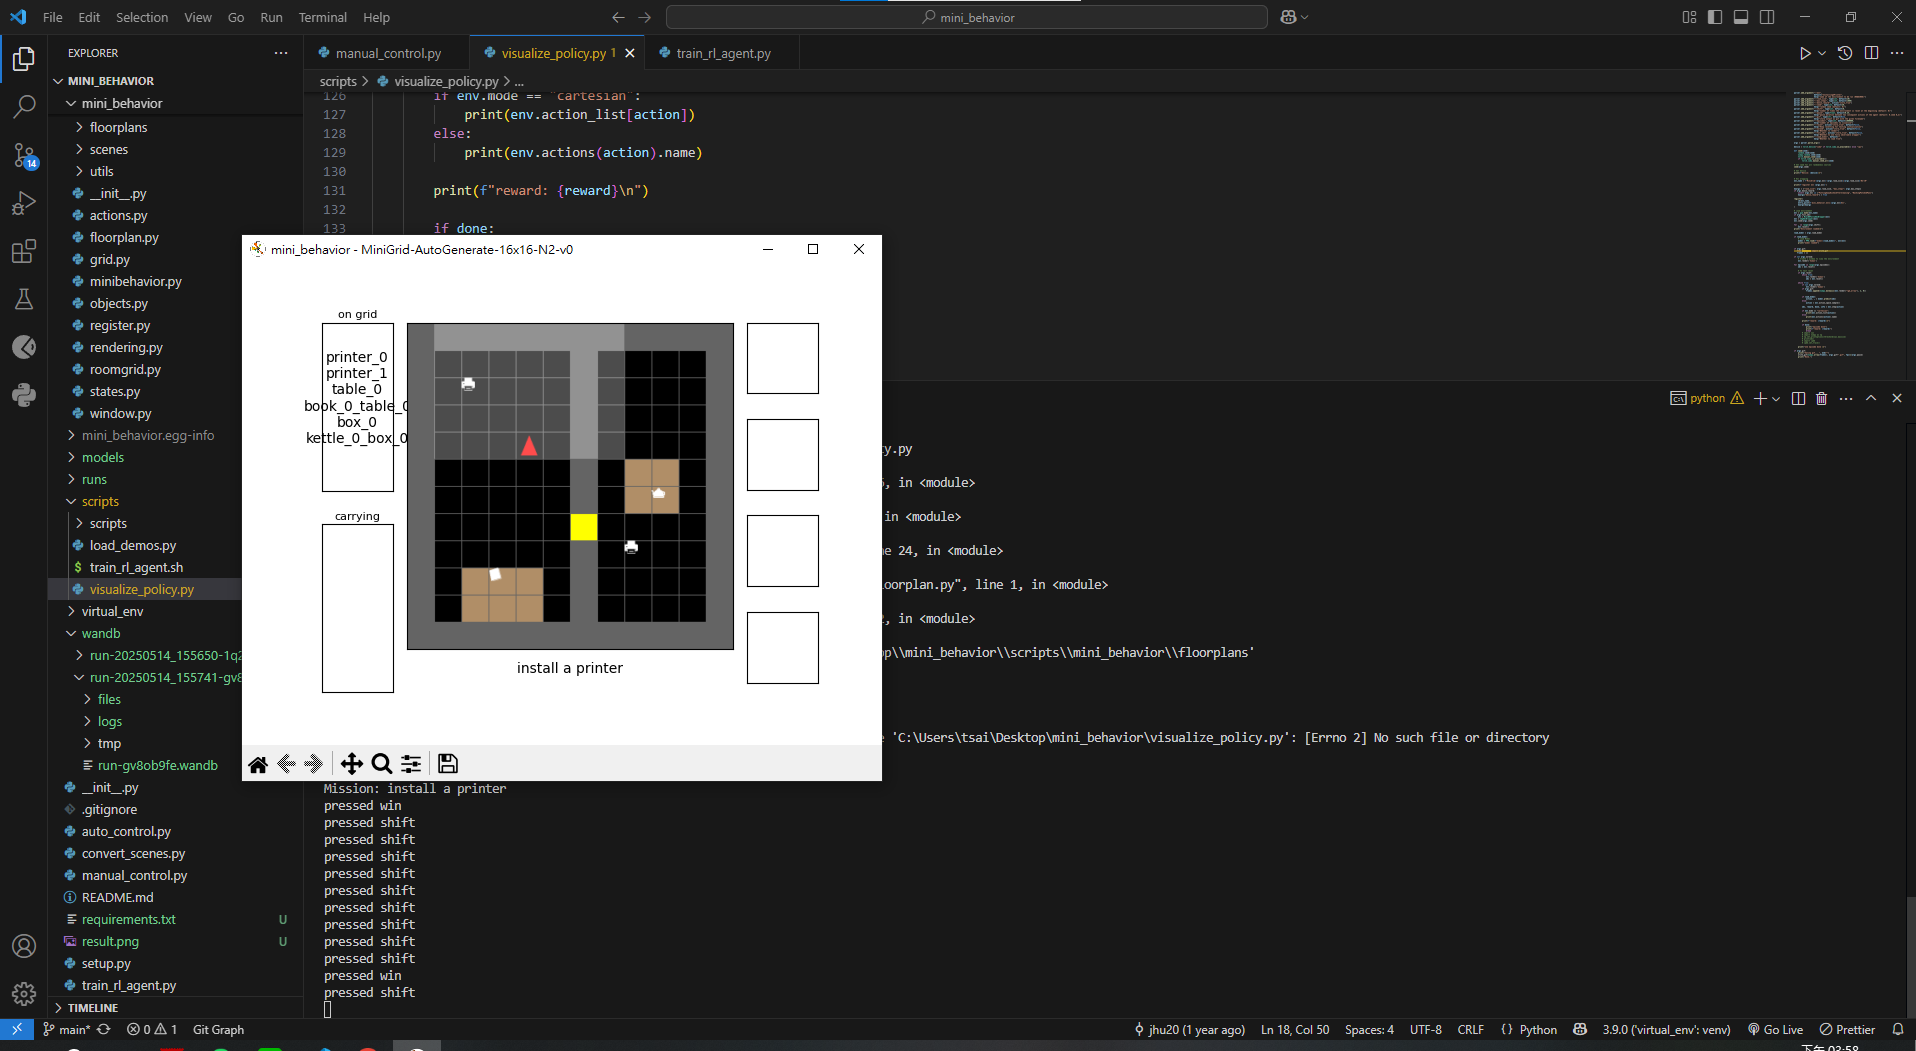 File Edit Selection View Go Run Terminal Help
mini_behavior
EXPLORER
manual_control.py
visualize_policy.py 1
train_rl_agent.py
MINI_BEHAVIOR
scripts > visualize_policy.py > ...
mini_behavior
floorplans
scenes
utils
__init__.py
actions.py
floorplan.py
grid.py
minibehavior.py
objects.py
register.py
rendering.py
roomgrid.py
states.py
window.py
mini_behavior.egg-info
models
runs
scripts
scripts
load_demos.py
$ train_rl_agent.sh
visualize_policy.py
virtual_env
wandb
run-20250514_155650-1q2
run-20250514_155741-gv8
files
logs
tmp
run-gv8ob9fe.wandb
__init__.py
.gitignore
auto_control.py
convert_scenes.py
manual_control.py
README.md
requirements.txt U
result.png U
setup.py
train_rl_agent.py
TIMELINE
14
126 if env.mode == "cartesian":
127 print(env.action_list[action])
128 else:
129 print(env.actions(action).name)
130
131 print(f"reward: {reward}\n")
132
133 if done:
mini_behavior - MiniGrid-AutoGenerate-16x16-N2-v0
on grid
printer_0
printer_1
table_0
book_0_table_0
box_0
kettle_0_box_0
carrying
install a printer
python
y.py
, in <module>
in <module>
e 24, in <module>
oorplan.py", line 1, in <module>
, in <module>
p\\mini_behavior\\scripts\\mini_behavior\\floorplans'
'C:\Users\tsai\Desktop\mini_behavior\visualize_policy.py': [Errno 2] No such file or directory
Mission: install a printer
pressed win
pressed shift
pressed shift
pressed shift
pressed shift
pressed shift
pressed shift
pressed shift
pressed shift
pressed shift
pressed win
pressed shift
main* 0 1 Git Graph
jhu20 (1 year ago) Ln 18, Col 50 Spaces: 4 UTF-8 CRLF Python 3.9.0 ('virtual_env': venv) Go Live Prettier